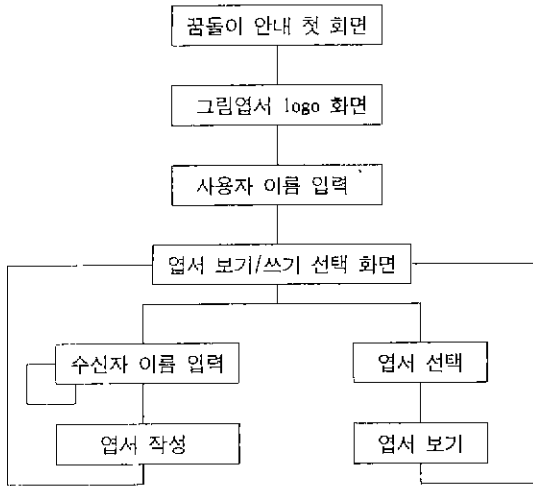 꿈돌이 안내 첫 화면
그림엽서 logo 화면
사용자 이름 입력
엽서 보기/쓰기 선택 화면
수신자 이름 입력
엽서 선택
엽서 작성
엽서 보기